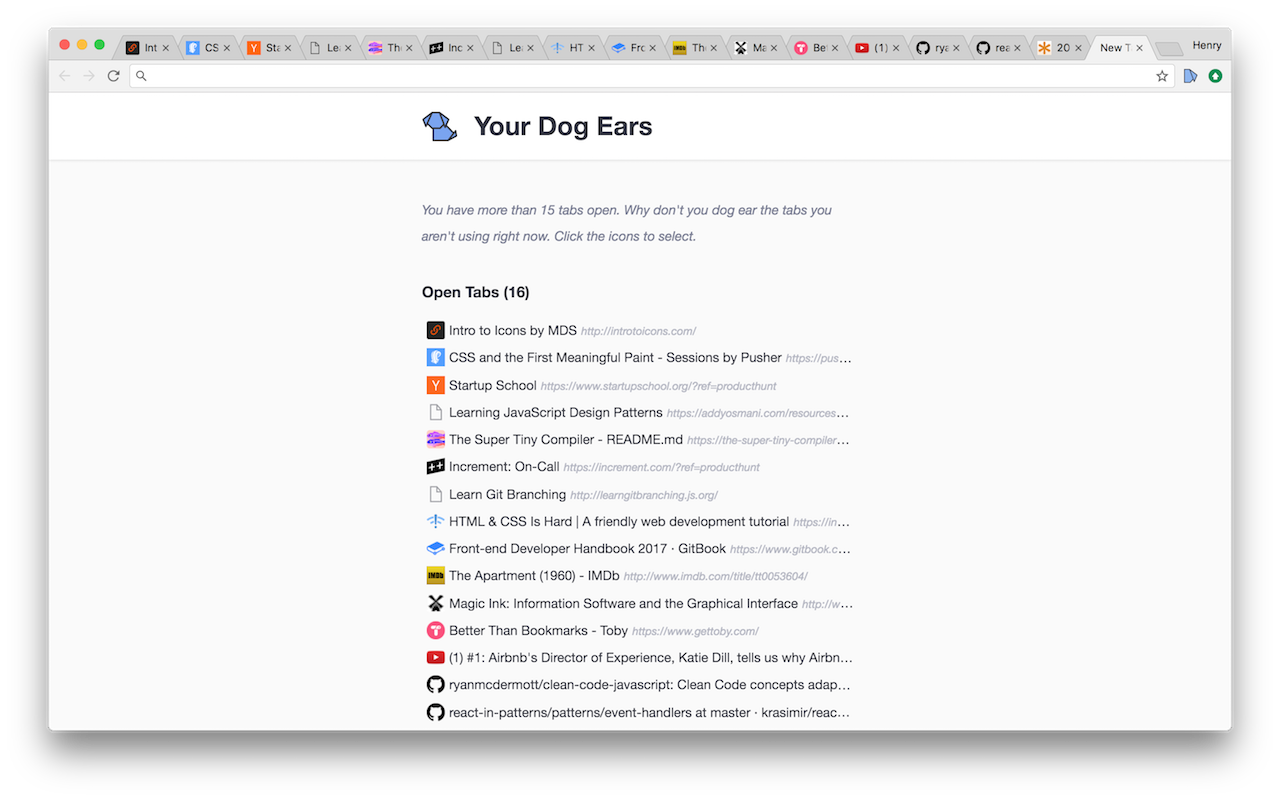 Int
CS
Sta
Lea
The
Inc
Lea
HT
Fro
The
Ma
Bet
(1)
rya
rea
20
New T
Henry
Your Dog Ears
You have more than 15 tabs open. Why don't you dog ear the tabs you
aren't using right now. Click the icons to select.
Open Tabs (16)
Intro to Icons by MDS http://introtoicons.com/
CSS and the First Meaningful Paint - Sessions by Pusher https://pus…
Startup School https://www.startupschool.org/?ref=producthunt
Learning JavaScript Design Patterns https://addyosmani.com/resources…
The Super Tiny Compiler - README.md https://the-super-tiny-compiler…
++ Increment: On-Call https://increment.com/?ref=producthunt
Learn Git Branching http://learngitbranching.js.org/
HTML & CSS Is Hard | A friendly web development tutorial https://in…
Front-end Developer Handbook 2017 · GitBook https://www.gitbook.c…
IMDb The Apartment (1960) - IMDb http://www.imdb.com/title/tt0053604/
Magic Ink: Information Software and the Graphical Interface http://w…
Better Than Bookmarks - Toby https://www.gettoby.com/
(1) #1: Airbnb's Director of Experience, Katie Dill, tells us why Airbn…
ryanmcdermott/clean-code-javascript: Clean Code concepts adap…
react-in-patterns/patterns/event-handlers at master · krasimir/reac…